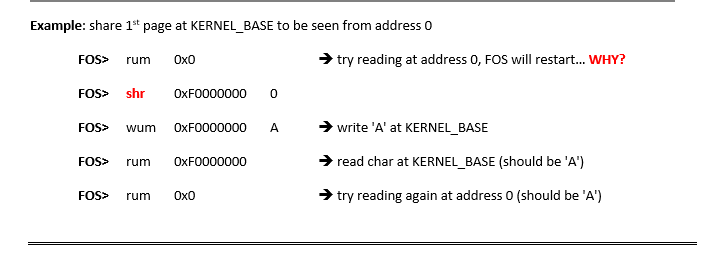 Example: share 1st page at KERNEL_BASE to be seen from address 0
FOS> rum 0x0 ➔ try reading at address 0, FOS will restart... WHY?
FOS> shr 0xF0000000 0
FOS> wum 0xF0000000 A ➔ write 'A' at KERNEL_BASE
FOS> rum 0xF0000000 ➔ read char at KERNEL_BASE (should be 'A')
FOS> rum 0x0 ➔ try reading again at address 0 (should be 'A')